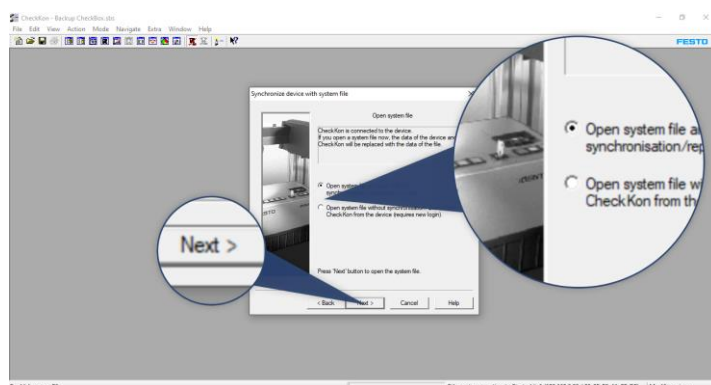 CheckKon - Backup CheckBox.sto
File Edit View Action Mode Navigate Extra Window Help
FESTO
Synchronize device with system file
Open system file
CheckKon is connected to the device.
If you open a system file now, the data of the device an
CheckKon will be replaced with the data of the file.
Open system
Open system file without
CheckKon from the device (requires new login)
Press 'Next' button to open the system file.
< Back Next > Cancel Help
Next >
Open system file a
synchronisation/rep
Open system file w
CheckKon from th